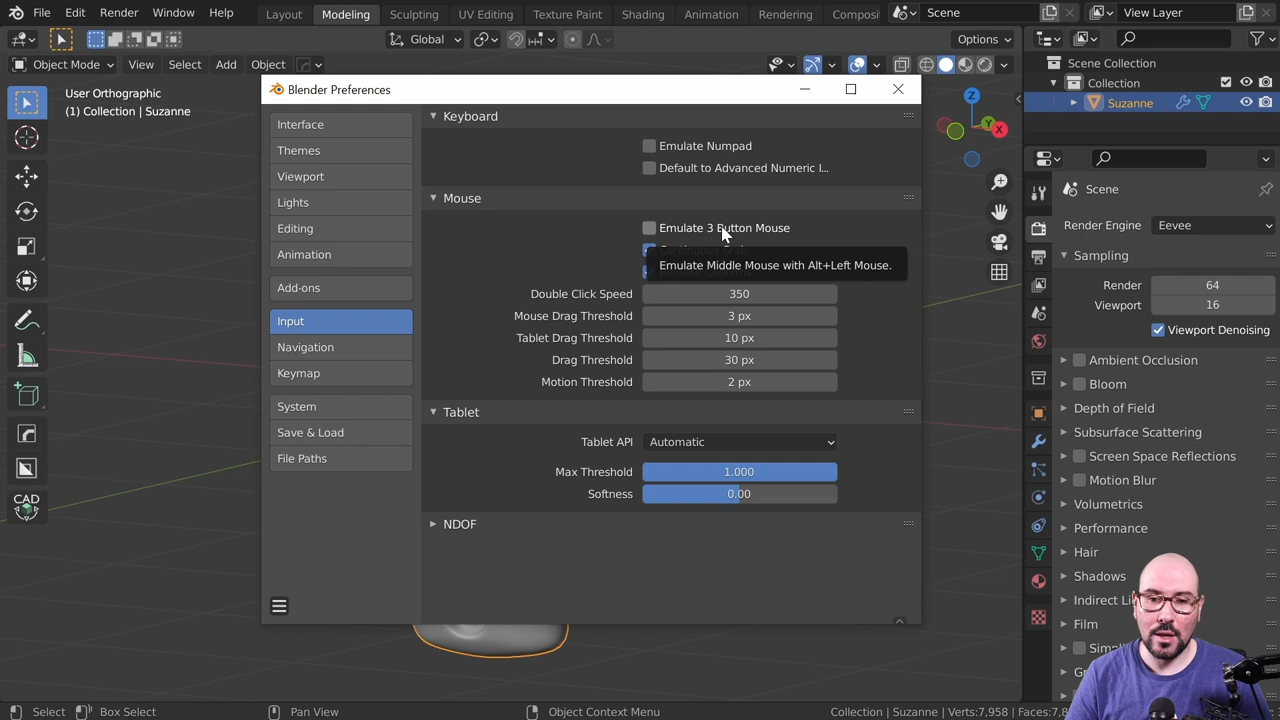 File Edit Render Window Help Layout Modeling Sculpting UV Editing Texture Paint Shading Animation Rendering Scene View Layer
Global Options
Object Mode View Select Add Object
User Orthographic
(1) Collection | Suzanne
CAD
X
Y
Z
Blender Preferences
Interface
Themes
Viewport
Lights
Editing
Animation
Add-ons
Input
Navigation
Keymap
System
Save & Load
File Paths
Keyboard
Emulate Numpad
Default to Advanced Numeric I...
Mouse
Emulate 3 Button Mouse
Emulate Middle Mouse with Alt+Left Mouse.
Double Click Speed 350
Mouse Drag Threshold 3 px
Tablet Drag Threshold 10 px
Drag Threshold 30 px
Motion Threshold 2 px
Tablet
Tablet API Automatic
Max Threshold 1.000
Softness 0.00
NDOF
Scene Collection
Collection
Suzanne
Scene
Render Engine Eevee
Sampling
Render 64
Viewport 16
Viewport Denoising
Ambient Occlusion
Bloom
Depth of Field
Subsurface Scattering
Screen Space Reflections
Motion Blur
Volumetrics
Performance
Hair
Shadows
Indirect
Film
Select Box Select Pan View Object Context Menu Collection | Suzanne | Verts:7,958 |